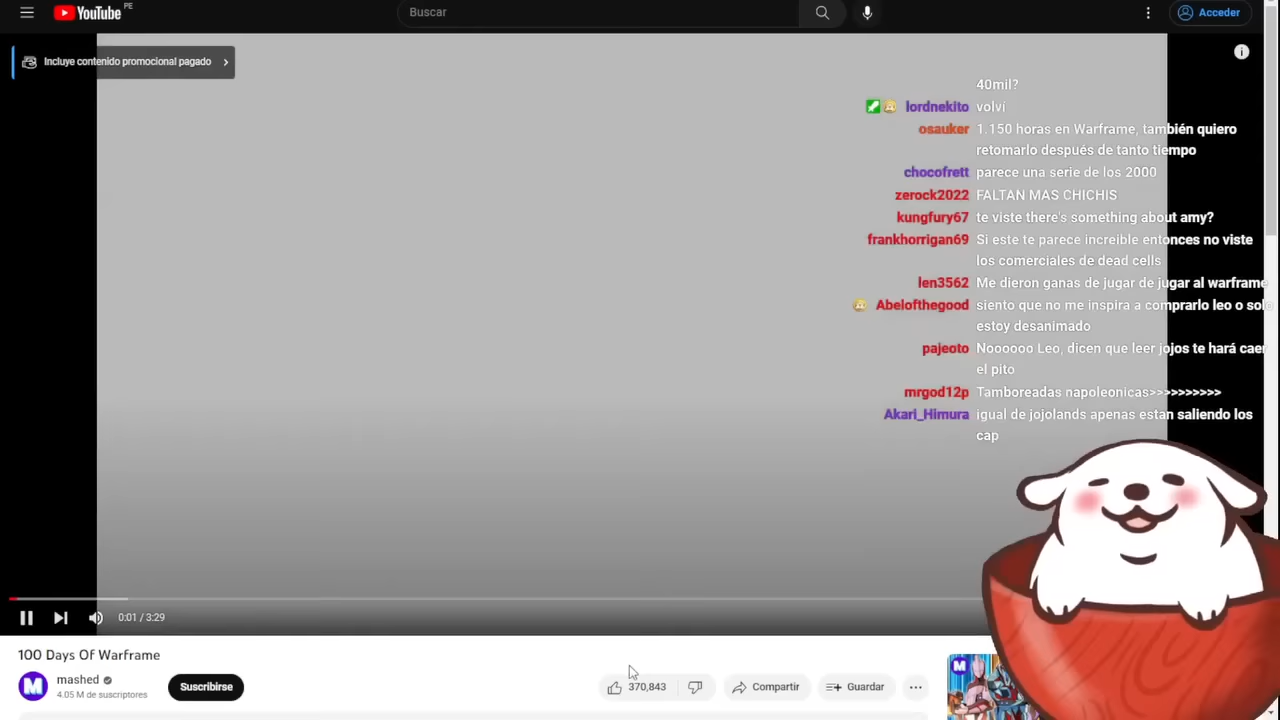 YouTube PE
Buscar
Acceder
Incluye contenido promocional pagado
40mil?
lordnekito volví
osauker 1.150 horas en Warframe, también quiero
retomarlo después de tanto tiempo
chocofrett parece una serie de los 2000
zerock2022 FALTAN MAS CHICHIS
kungfury67 te viste there's something about amy?
frankhorrigan69 Si este te parece increible entonces no viste
los comerciales de dead cells
len3562 Me dieron ganas de jugar de jugar al warframe
Abelofthegood siento que no me inspira a comprarlo leo o solo
estoy desanimado
pajeoto Noooooo Leo, dicen que leer jojos te hará caer
el pito
mrgod12p Tamboreadas napoleonicas>>>>>>>>>>
Akari_Himura igual de jojolands apenas estan saliendo los
cap
0:01 / 3:29
100 Days Of Warframe
mashed
4.05 M de suscriptores
Suscribirse
370,843
Compartir
Guardar